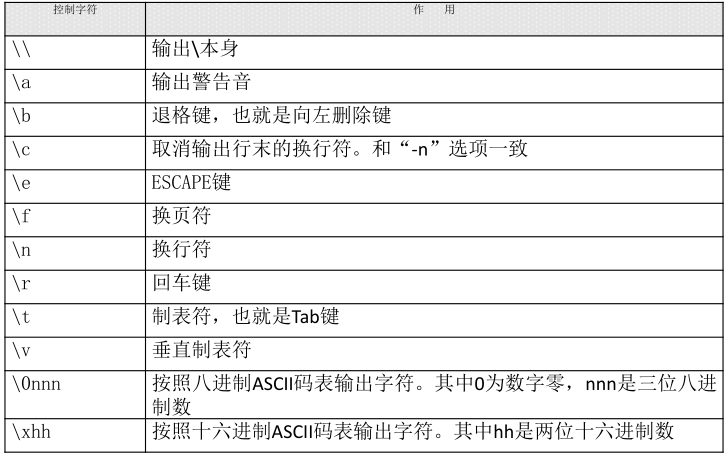 控制字符 作 用
\\ 输出\本身
\a 输出警告音
\b 退格键，也就是向左删除键
\c 取消输出行末的换行符。和“-n”选项一致
\e ESCAPE键
\f 换页符
\n 换行符
\r 回车键
\t 制表符，也就是Tab键
\v 垂直制表符
\0nnn 按照八进制ASCII码表输出字符。其中0为数字零，nnn是三位八进
制数
\xhh 按照十六进制ASCII码表输出字符。其中hh是两位十六进制数